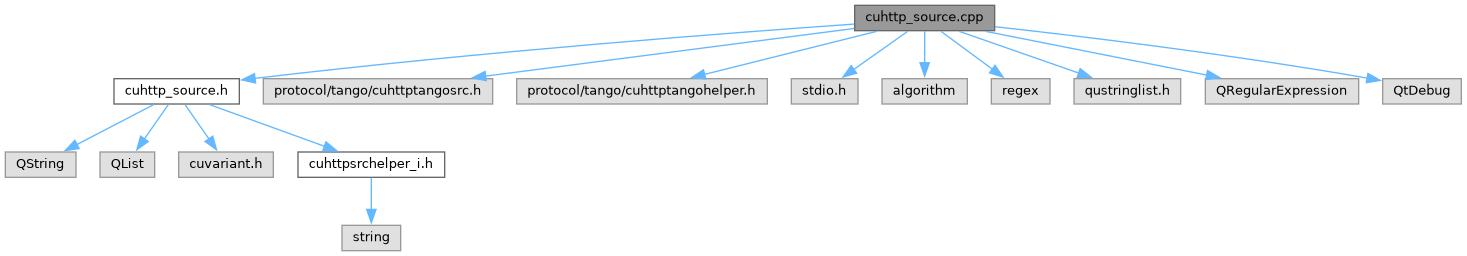 cuhttp_source.cpp
cuhttp_source.h
protocol/tango/cuhttptangosrc.h
protocol/tango/cuhttptangohelper.h
stdio.h
algorithm
regex
qustringlist.h
QRegularExpression
QtDebug
QString
QList
cuvariant.h
cuhttpsrchelper_i.h
string